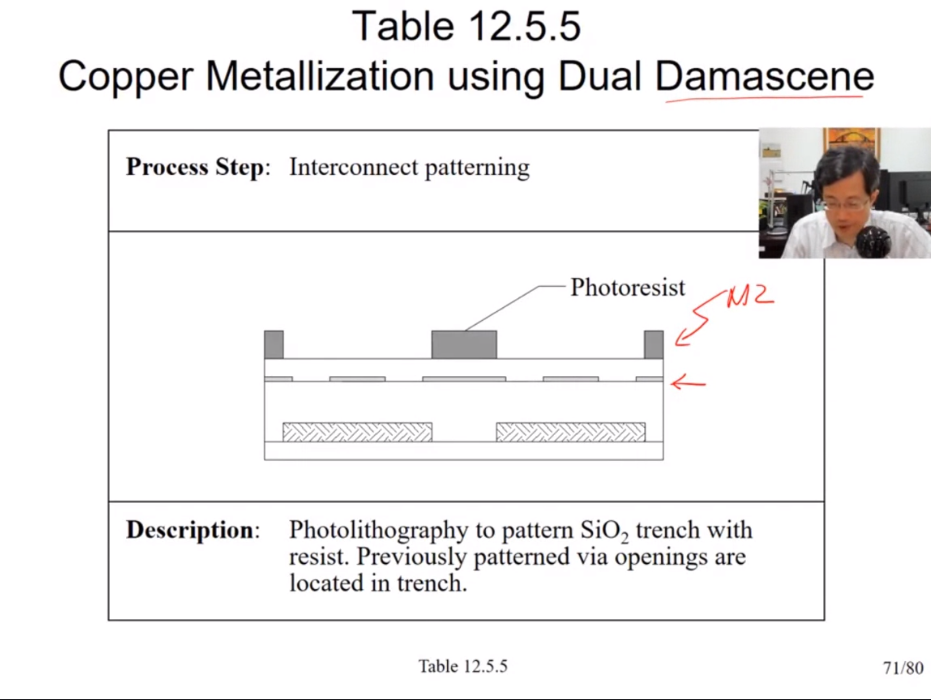 Table 12.5.5
Copper Metallization using Dual Damascene
Process Step: Interconnect patterning
Photoresist
M2
Description: Photolithography to pattern SiO₂ trench with
resist. Previously patterned via openings are
located in trench.
Table 12.5.5
71/80